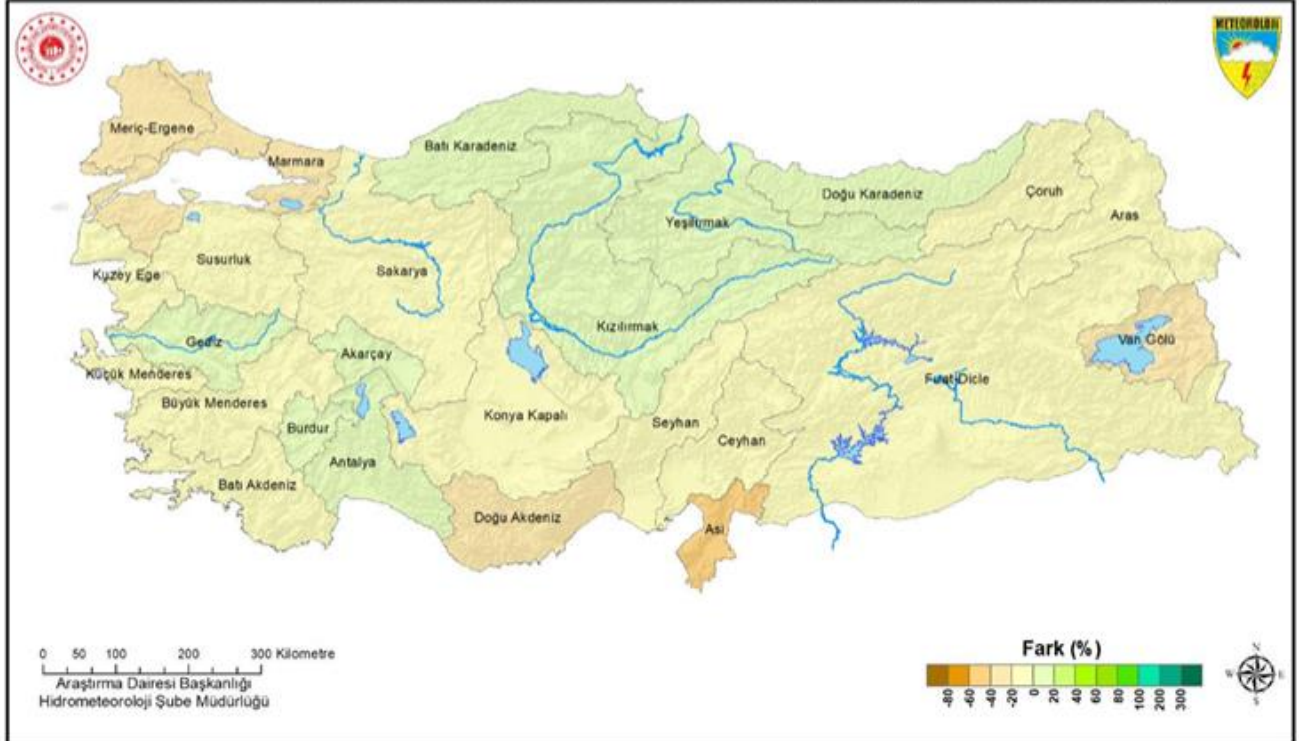 METEOROLOJİ
Meriç-Ergene
Marmara
Batı Karadeniz
Yeşilırmak
Doğu Karadeniz
Çoruh
Aras
Susurluk
Kuzey Ege
Sakarya
Kızılırmak
Gediz
Akarçay
Van Gölü
Küçük Menderes
Büyük Menderes
Fırat-Dicle
Konya Kapalı
Seyhan
Ceyhan
Burdur
Antalya
Batı Akdeniz
Doğu Akdeniz
Asi
0 50 100 200 300 Kilometre
Araştırma Dairesi Başkanlığı
Hidrometeoroloji Şube Müdürlüğü
Fark (%)
-80 -60 -40 -20 0 20 40 60 80 100 200 300
N
W E
S